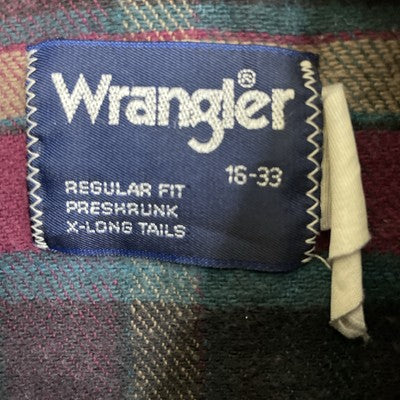 Wrangler®
16-33
REGULAR FIT
PRESHRUNK
X-LONG TAILS